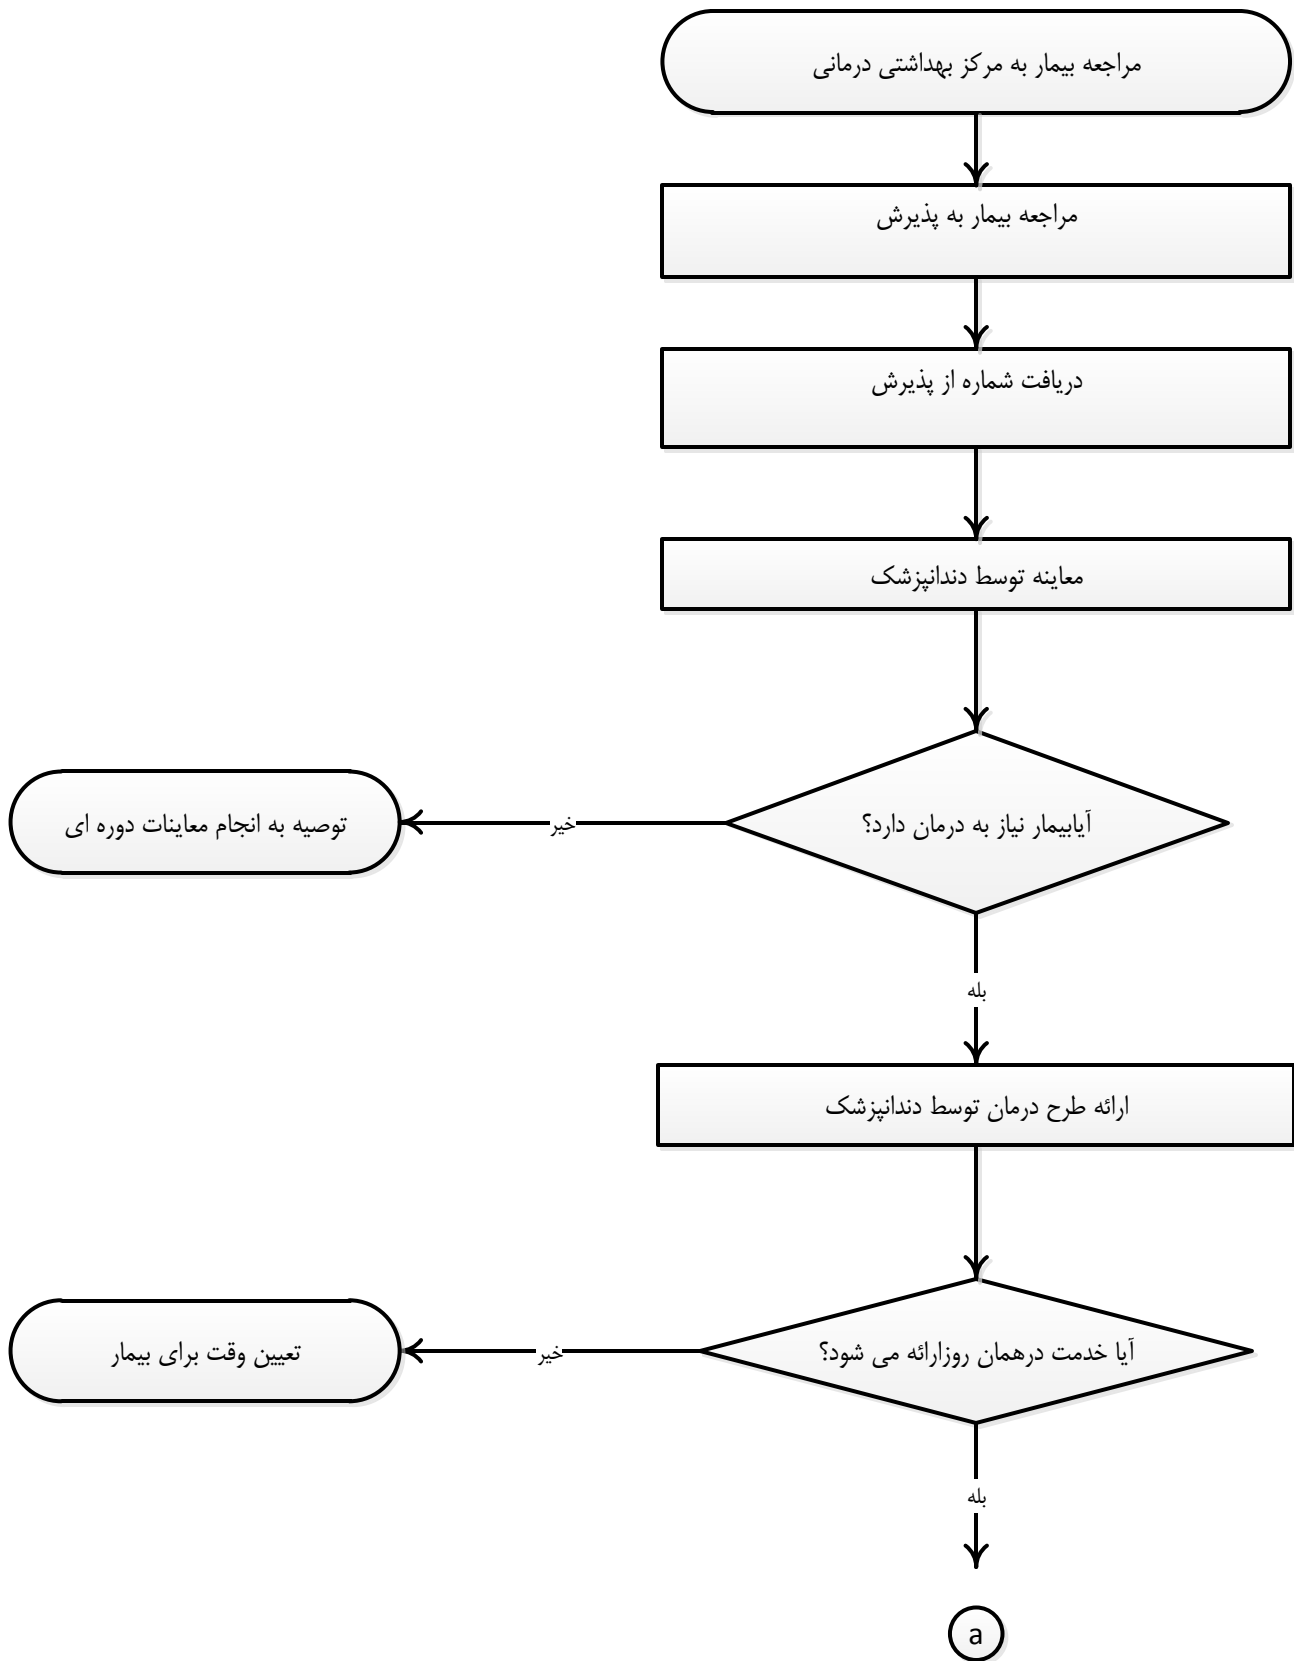 مراجعه بیمار به مرکز بهداشتی درمانی
مراجعه بیمار به پذیرش
دریافت شماره از پذیرش
معاینه توسط دندانپزشک
آیابیمار نیاز به درمان دارد؟
خیر
توصیه به انجام معاینات دوره ای
بله
ارائه طرح درمان توسط دندانپزشک
آیا خدمت درهمان روزارائه می شود؟
خیر
تعیین وقت برای بیمار
بله
a